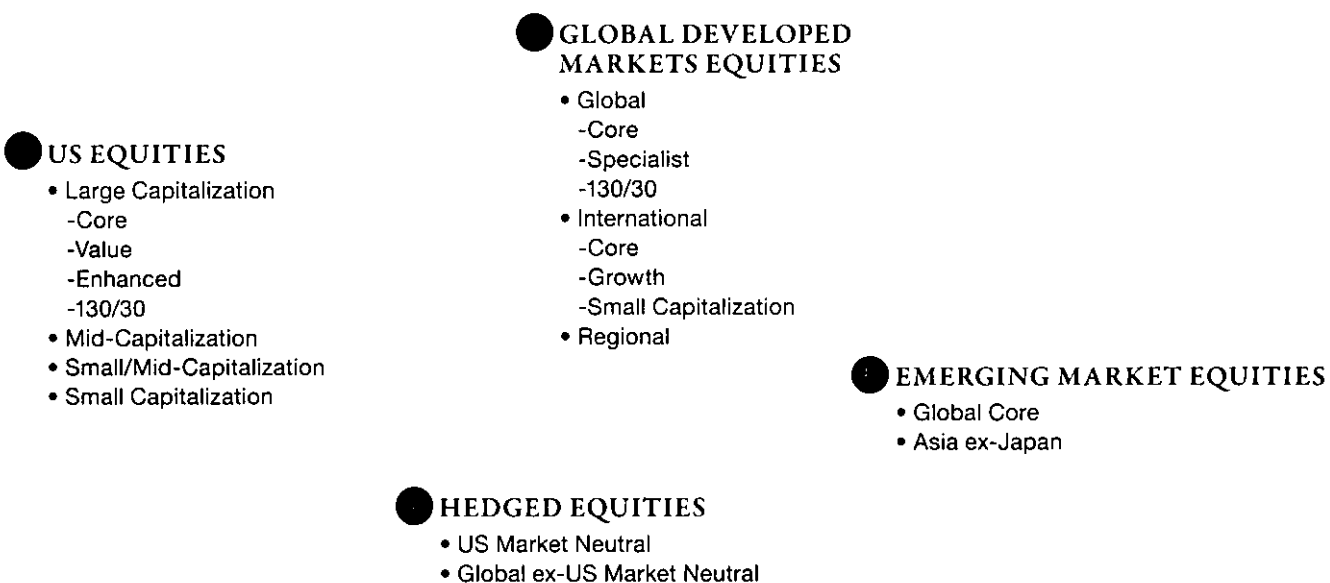 GLOBAL DEVELOPED
MARKETS EQUITIES
• Global
-Core
-Specialist
-130/30
• International
-Core
-Growth
-Small Capitalization
• Regional
US EQUITIES
• Large Capitalization
-Core
-Value
-Enhanced
-130/30
• Mid-Capitalization
• Small/Mid-Capitalization
• Small Capitalization
EMERGING MARKET EQUITIES
• Global Core
• Asia ex-Japan
HEDGED EQUITIES
• US Market Neutral
• Global ex-US Market Neutral